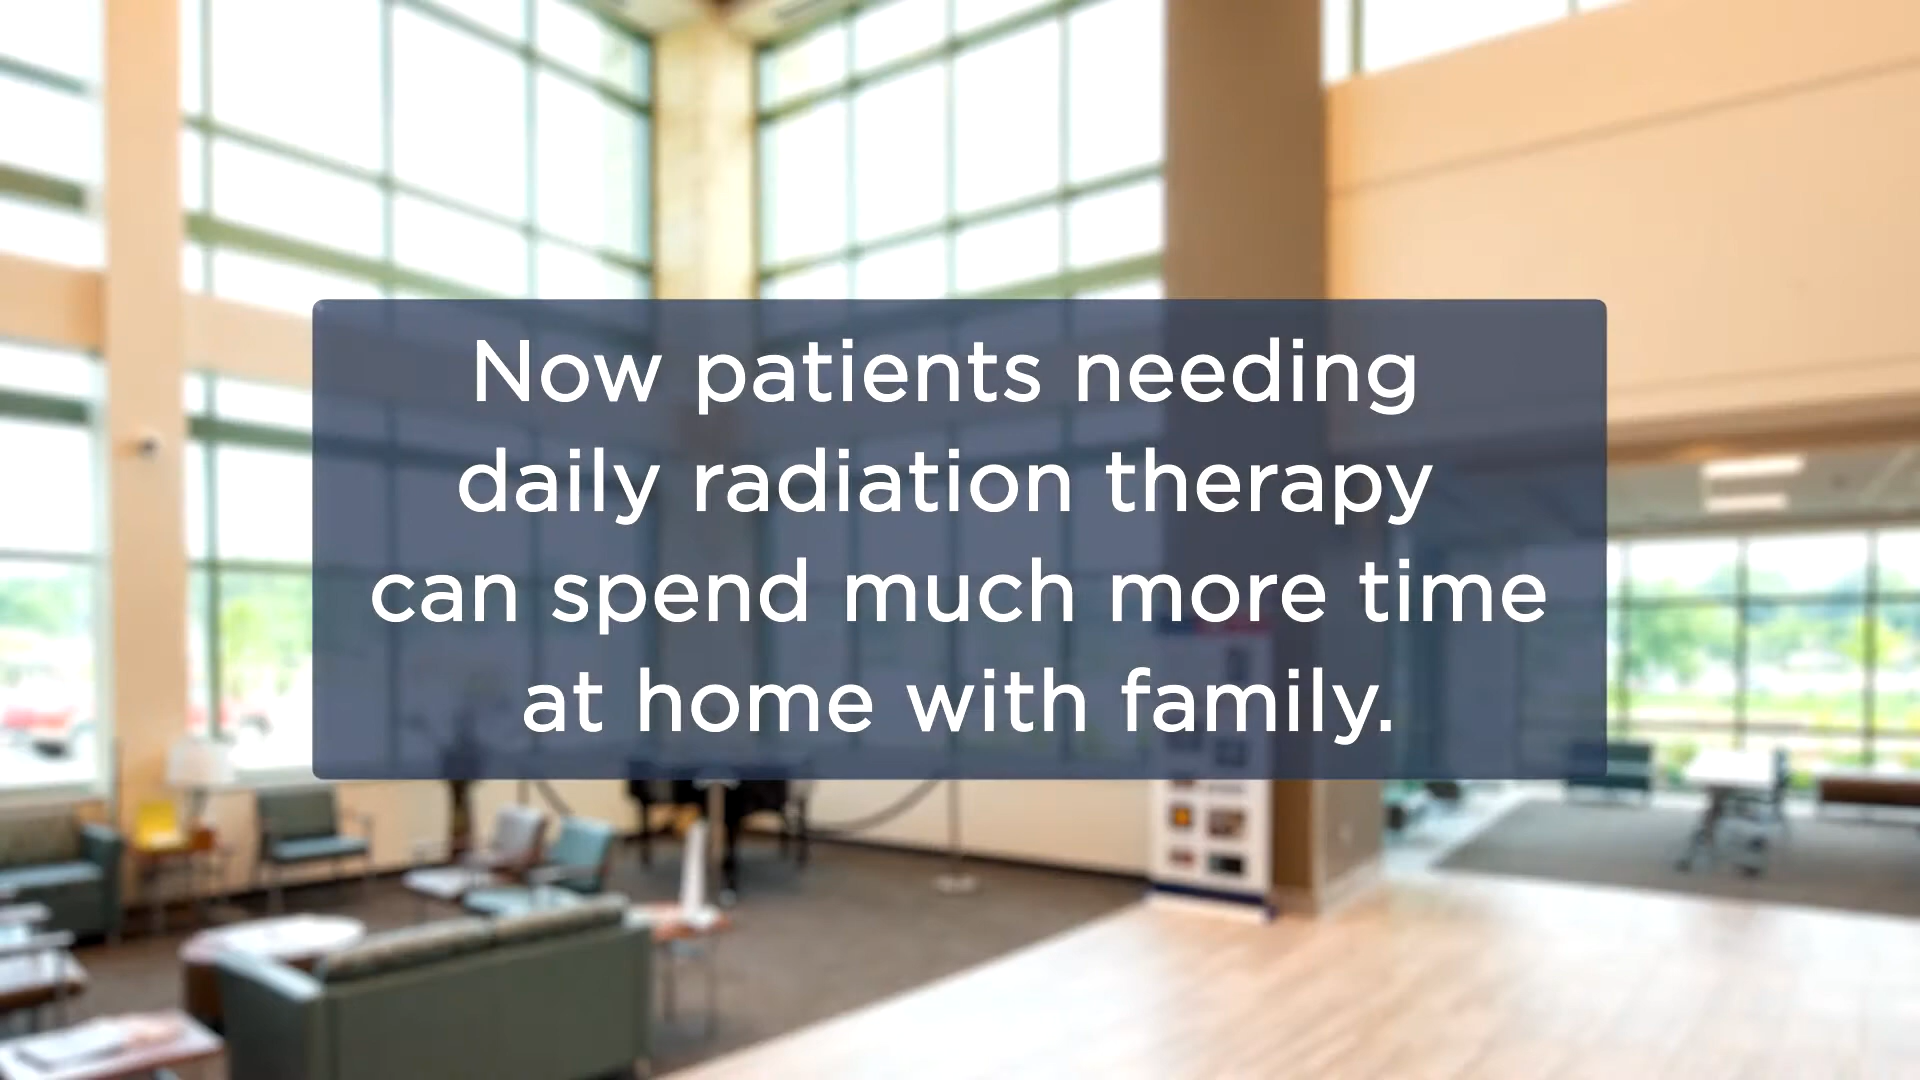 Now patients needing
daily radiation therapy
can spend much more time
at home with family.